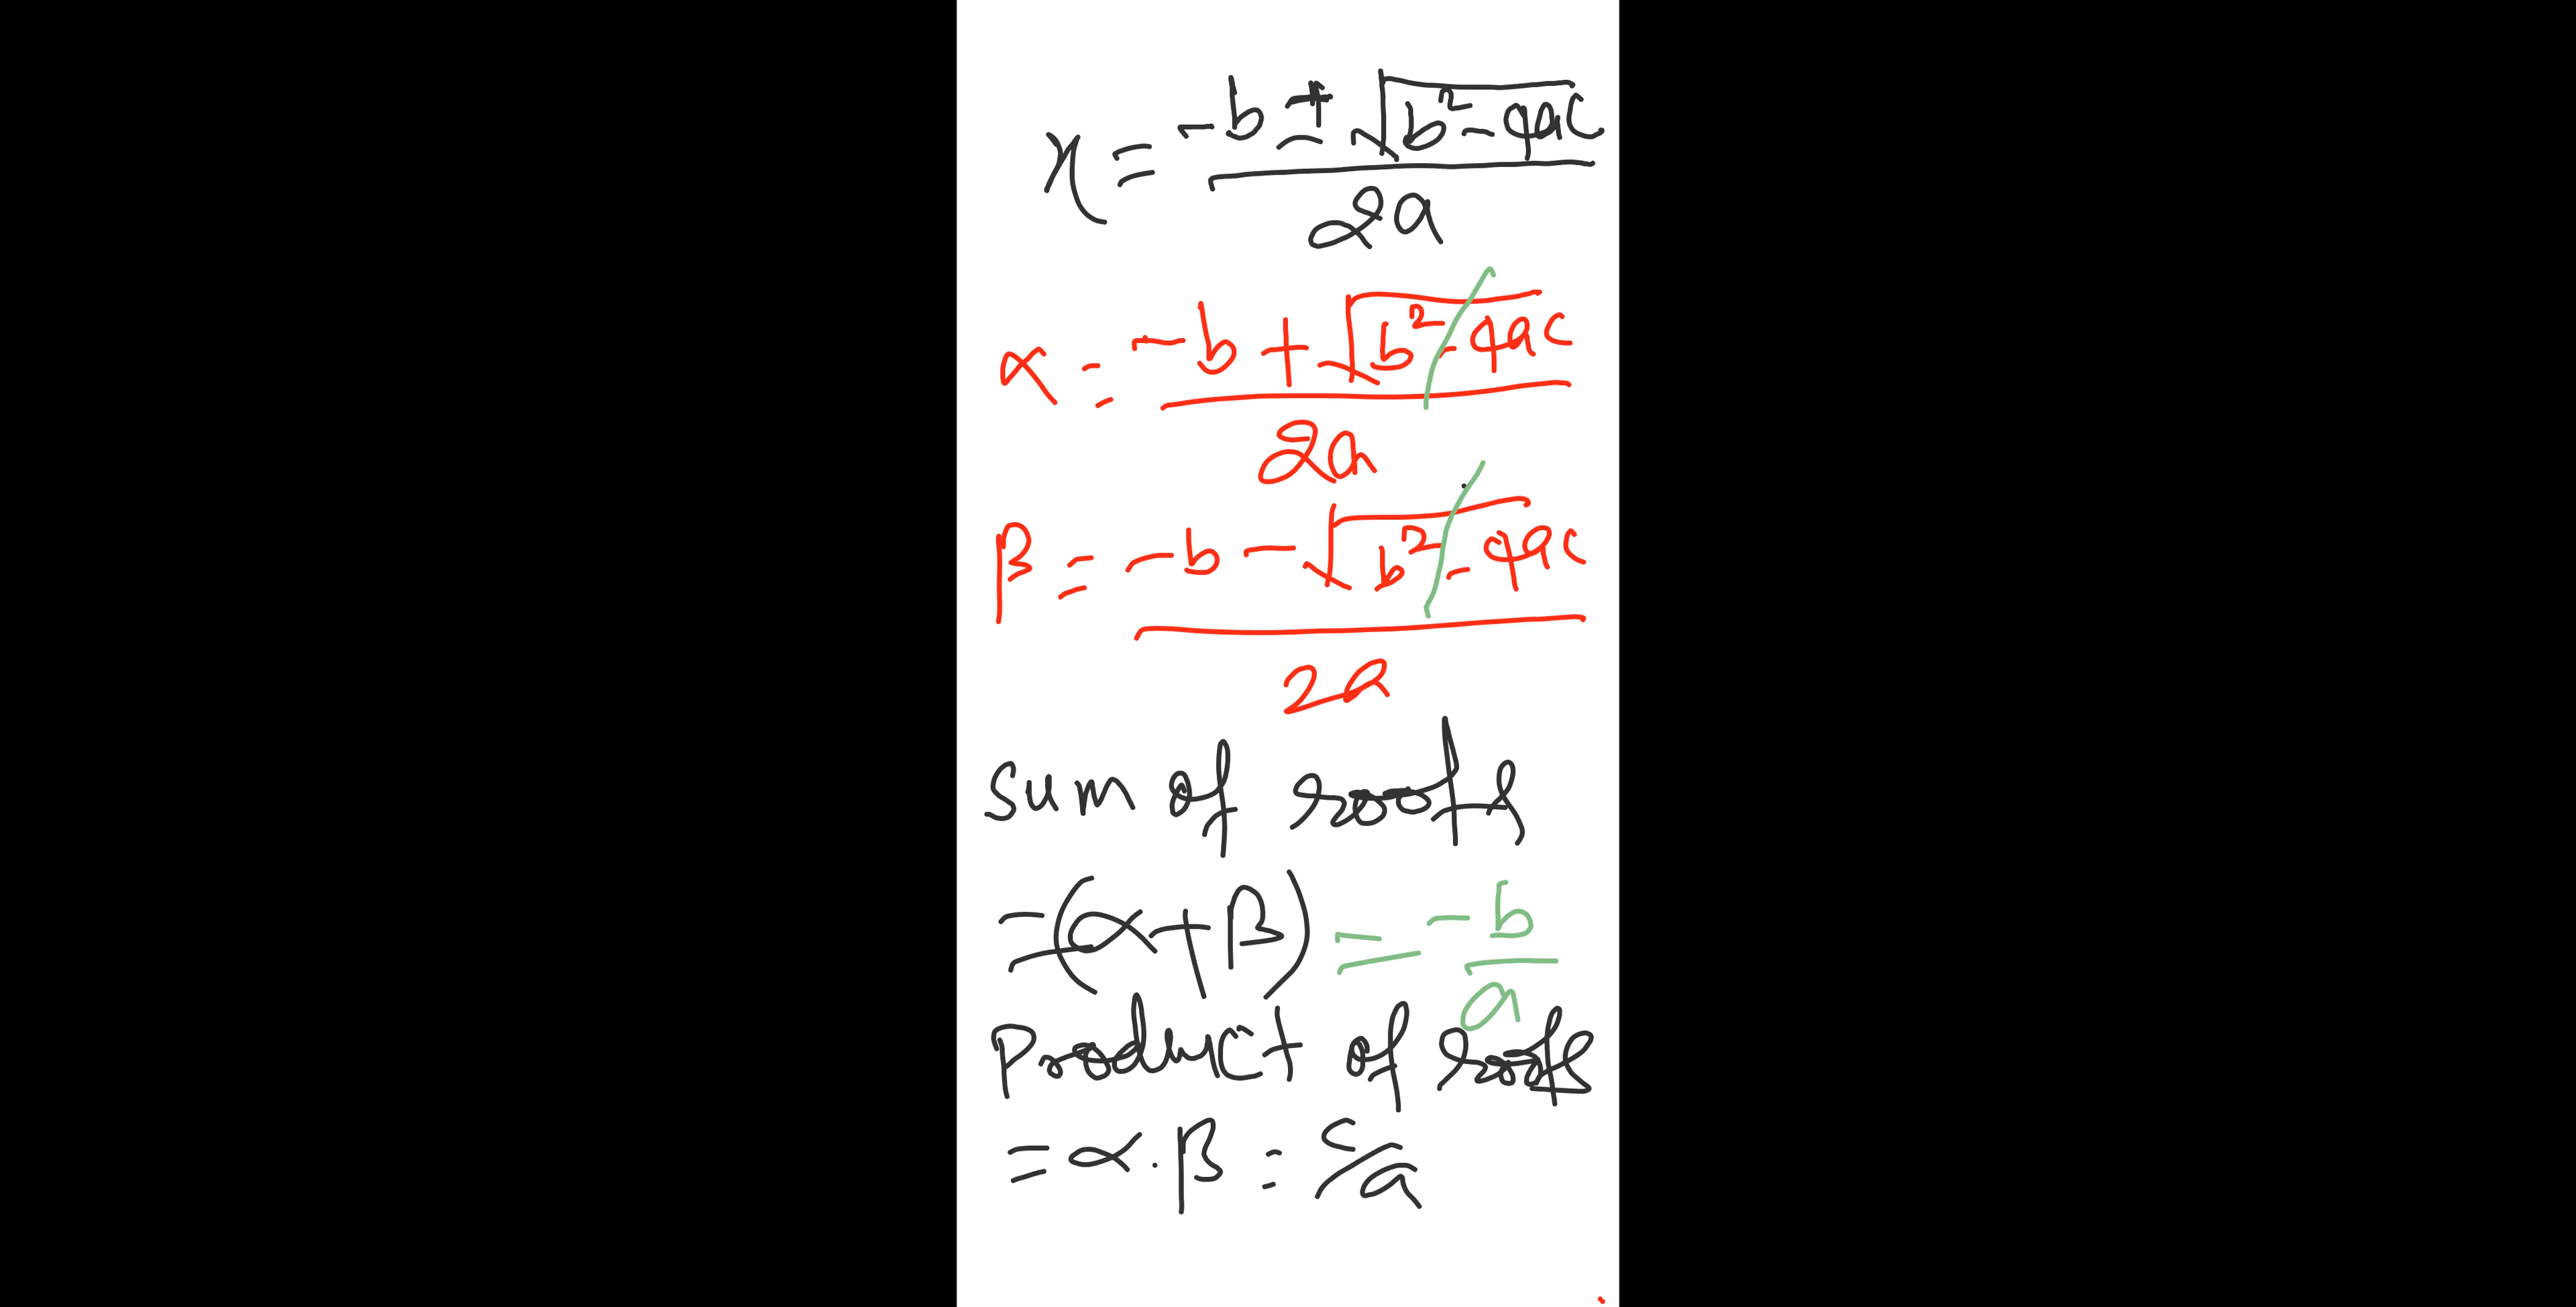 x = -b ± √b² - 4ac
2a
α = -b + √b² - 4ac
2a
β = -b - √b² - 4ac
2a
Sum of roots
= (α + β) = -b
a
Product of roots
= α . β = c/a